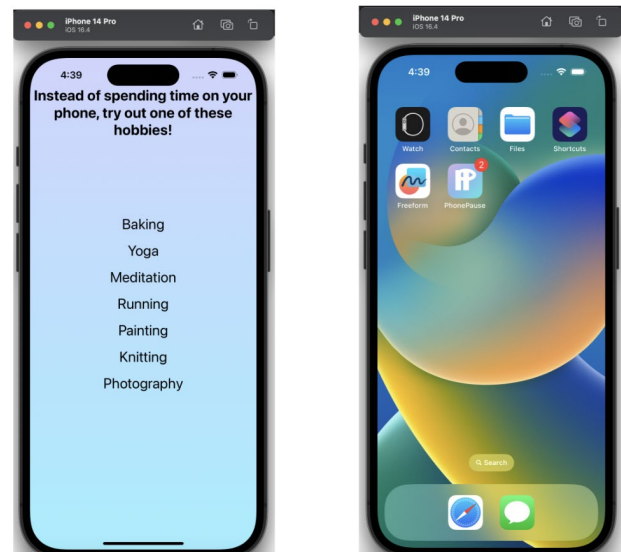 iPhone 14 Pro
iOS 16.4
4:39
Instead of spending time on your
phone, try out one of these
hobbies!
Baking
Yoga
Meditation
Running
Painting
Knitting
Photography
iPhone 14 Pro
iOS 16.4
4:39
Watch Contacts Files Shortcuts
2
Freeform PhonePause
Search